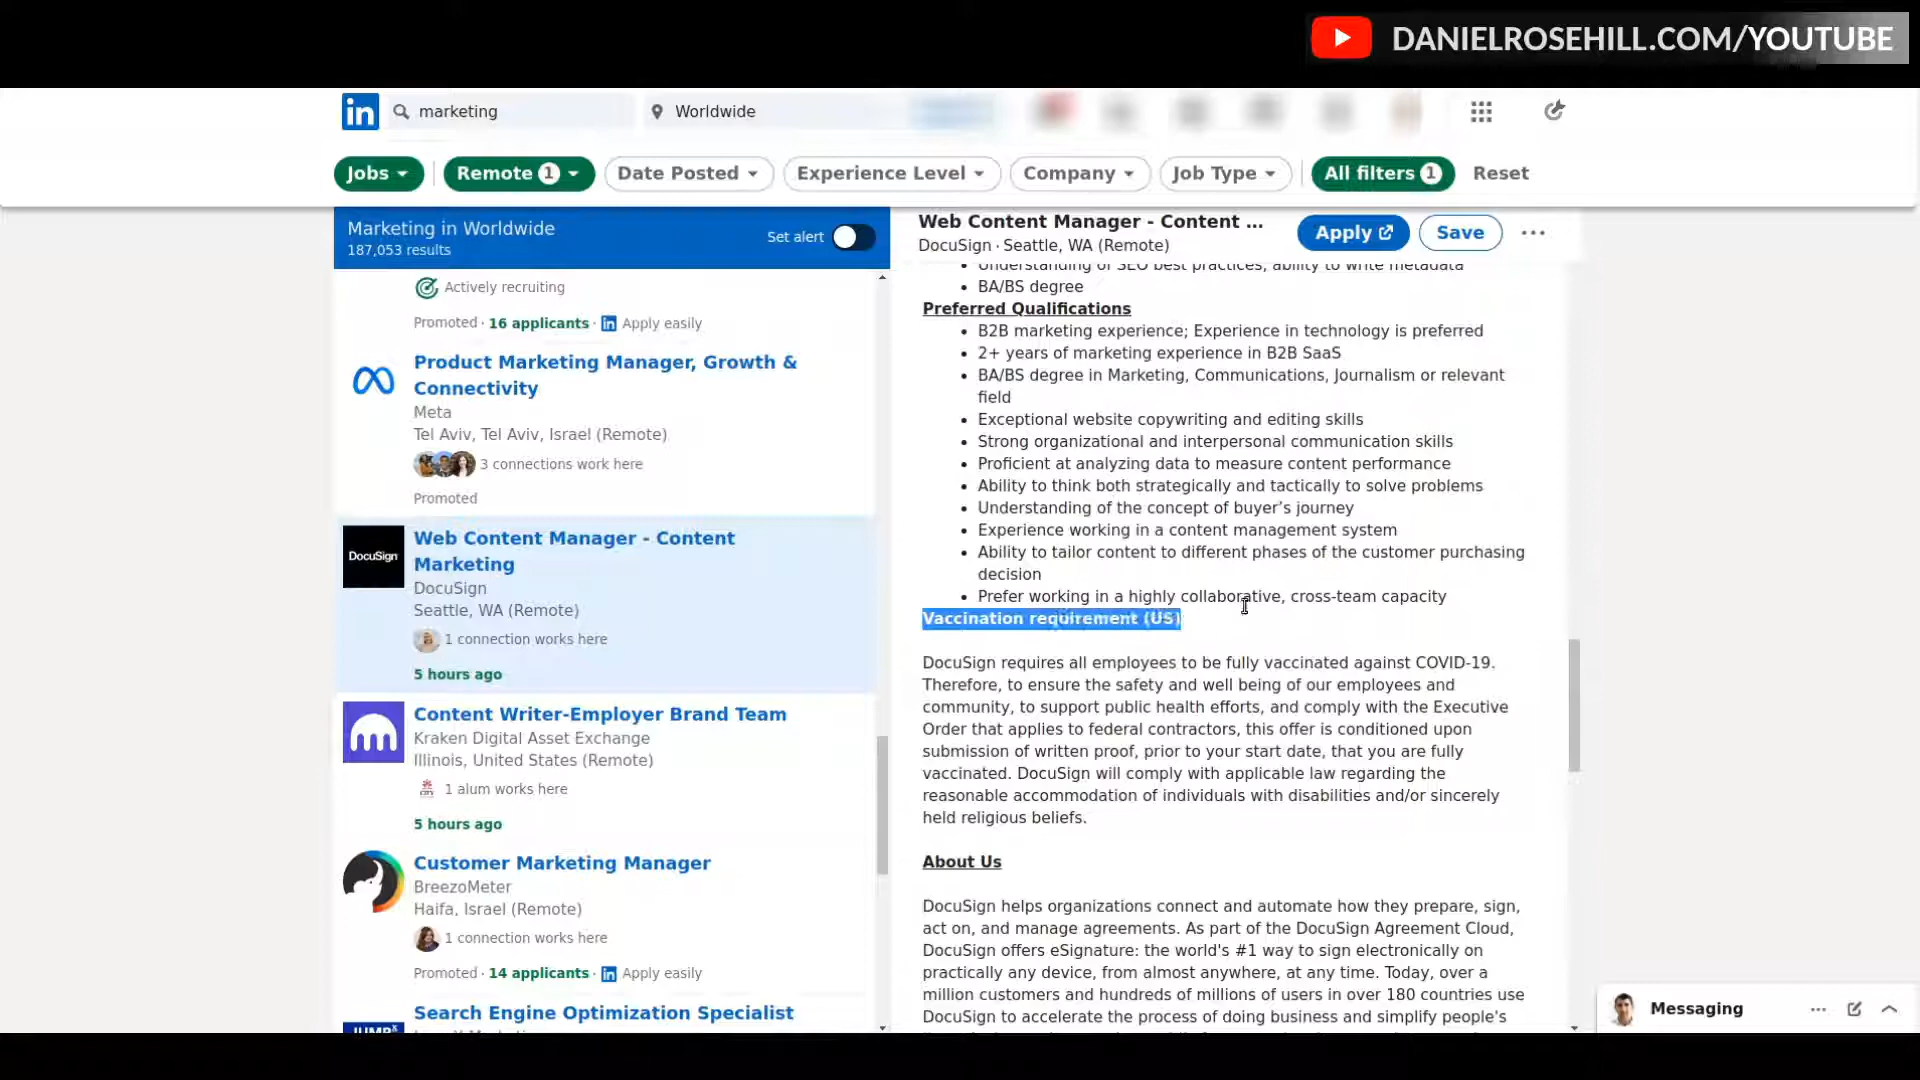 DANIELROSEHILL.COM/YOUTUBE
in
marketing
Worldwide
Jobs
Remote 1
Date Posted
Experience Level
Company
Job Type
All filters 1
Reset
Marketing in Worldwide
187,053 results
Set alert
Actively recruiting
Promoted · 16 applicants · in Apply easily
Product Marketing Manager, Growth &
Connectivity
Meta
Tel Aviv, Tel Aviv, Israel (Remote)
3 connections work here
Promoted
DocuSign
Web Content Manager - Content
Marketing
DocuSign
Seattle, WA (Remote)
1 connection works here
5 hours ago
Content Writer-Employer Brand Team
Kraken Digital Asset Exchange
Illinois, United States (Remote)
1 alum works here
5 hours ago
Customer Marketing Manager
BreezoMeter
Haifa, Israel (Remote)
1 connection works here
Promoted · 14 applicants · in Apply easily
Search Engine Optimization Specialist
Web Content Manager - Content ...
DocuSign · Seattle, WA (Remote)
Apply
Save
Understanding of SEO best practices, ability to write metadata
BA/BS degree
Preferred Qualifications
B2B marketing experience; Experience in technology is preferred
2+ years of marketing experience in B2B SaaS
BA/BS degree in Marketing, Communications, Journalism or relevant
field
Exceptional website copywriting and editing skills
Strong organizational and interpersonal communication skills
Proficient at analyzing data to measure content performance
Ability to think both strategically and tactically to solve problems
Understanding of the concept of buyer’s journey
Experience working in a content management system
Ability to tailor content to different phases of the customer purchasing
decision
Prefer working in a highly collaborative, cross-team capacity
Vaccination requirement (US)
DocuSign requires all employees to be fully vaccinated against COVID-19.
Therefore, to ensure the safety and well being of our employees and
community, to support public health efforts, and comply with the Executive
Order that applies to federal contractors, this offer is conditioned upon
submission of written proof, prior to your start date, that you are fully
vaccinated. DocuSign will comply with applicable law regarding the
reasonable accommodation of individuals with disabilities and/or sincerely
held religious beliefs.
About Us
DocuSign helps organizations connect and automate how they prepare, sign,
act on, and manage agreements. As part of the DocuSign Agreement Cloud,
DocuSign offers eSignature: the world's #1 way to sign electronically on
practically any device, from almost anywhere, at any time. Today, over a
million customers and hundreds of millions of users in over 180 countries use
DocuSign to accelerate the process of doing business and simplify people's
Messaging